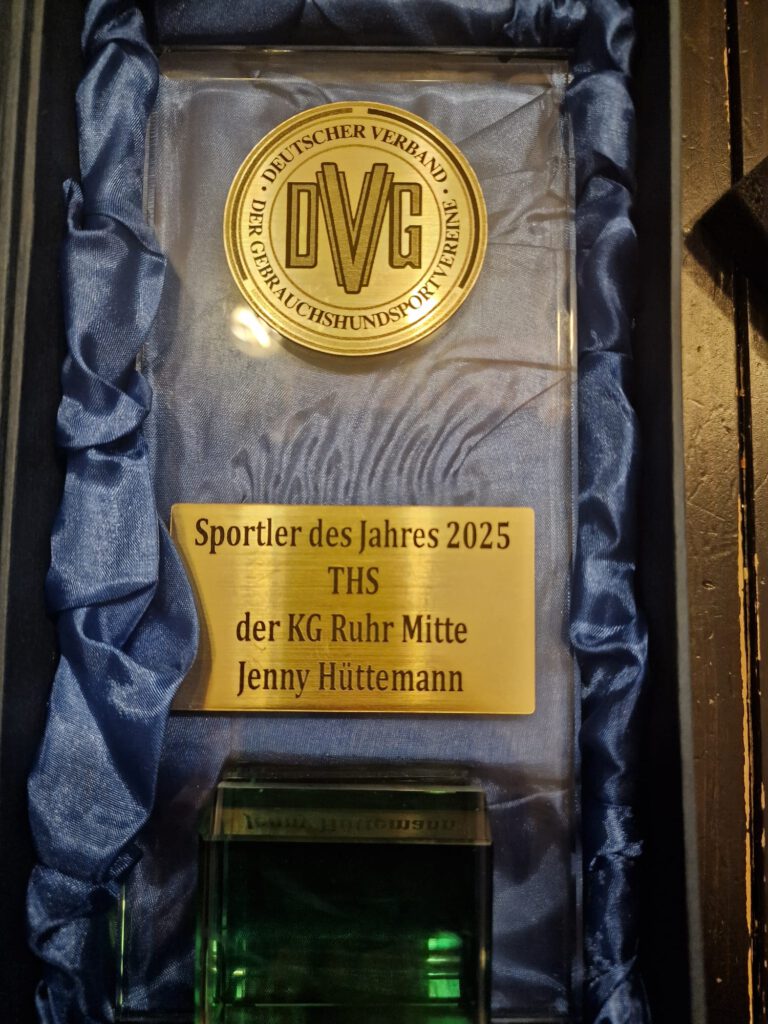 DEUTSCHER VERBAND
DER GEBRAUCHSHUNDSPORTVEREINE
DVG
Sportler des Jahres 2025
THS
der KG Ruhr Mitte
Jenny Hüttemann